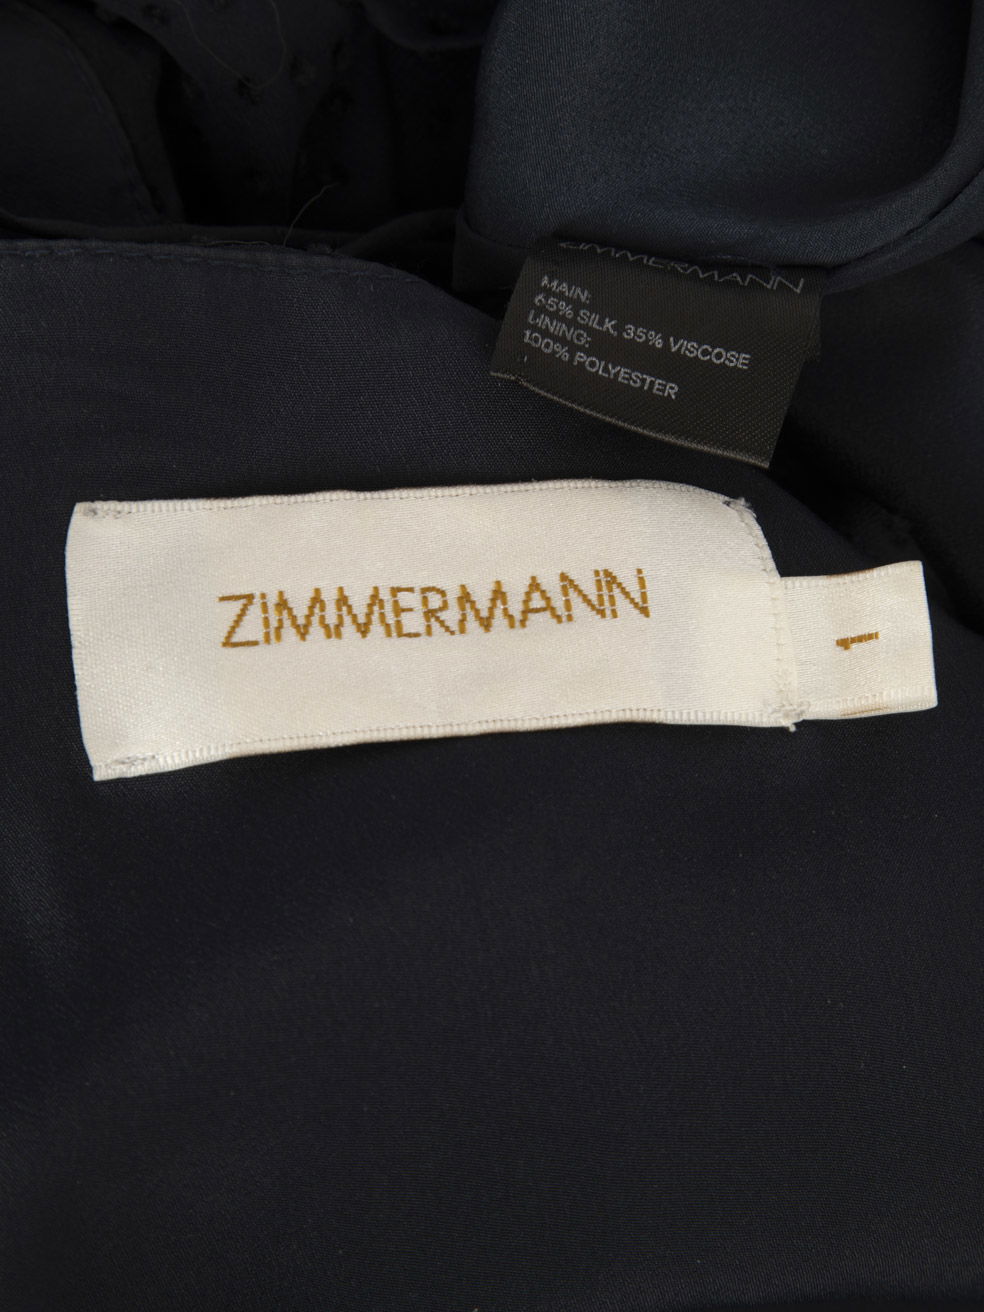 ZIMMERMANN
MAIN:
65% SILK, 35% VISCOSE
LINING:
100% POLYESTER
ZIMMERMANN
1